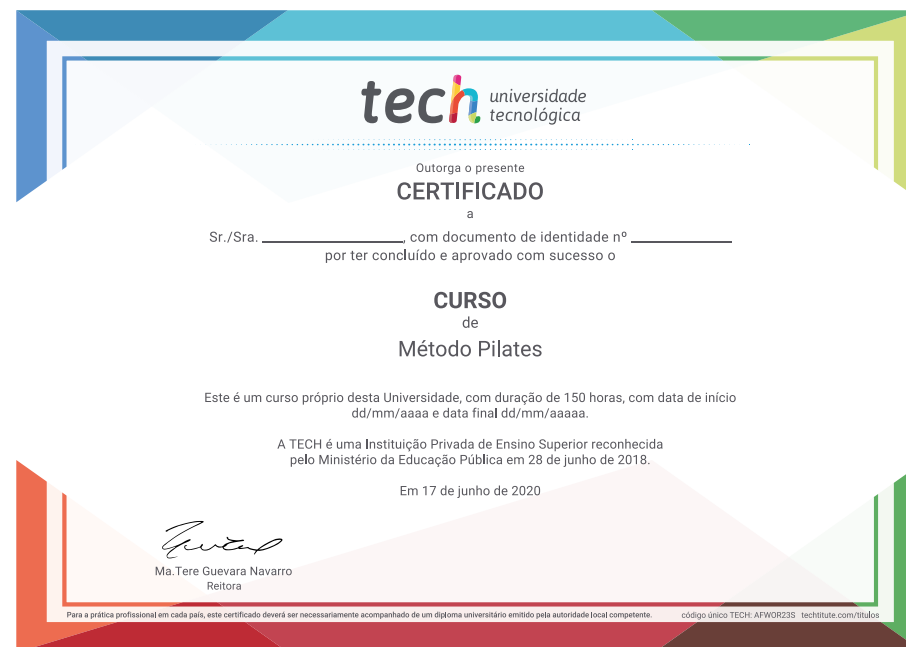 tech universidade
tecnológica
Outorga o presente
CERTIFICADO
a
Sr./Sra. ____________________, com documento de identidade nº ______________
por ter concluído e aprovado com sucesso o
CURSO
de
Método Pilates
Este é um curso próprio desta Universidade, com duração de 150 horas, com data de início
dd/mm/aaaa e data final dd/mm/aaaaa.
A TECH é uma Instituição Privada de Ensino Superior reconhecida
pelo Ministério da Educação Pública em 28 de junho de 2018.
Em 17 de junho de 2020
Ma.Tere Guevara Navarro
Reitora
Para a prática profissional em cada país, este certificado deverá ser necessariamente acompanhado de um diploma universitário emitido pela autoridade local competente. código único TECH: AFWOR23S techtitute.com/titulos